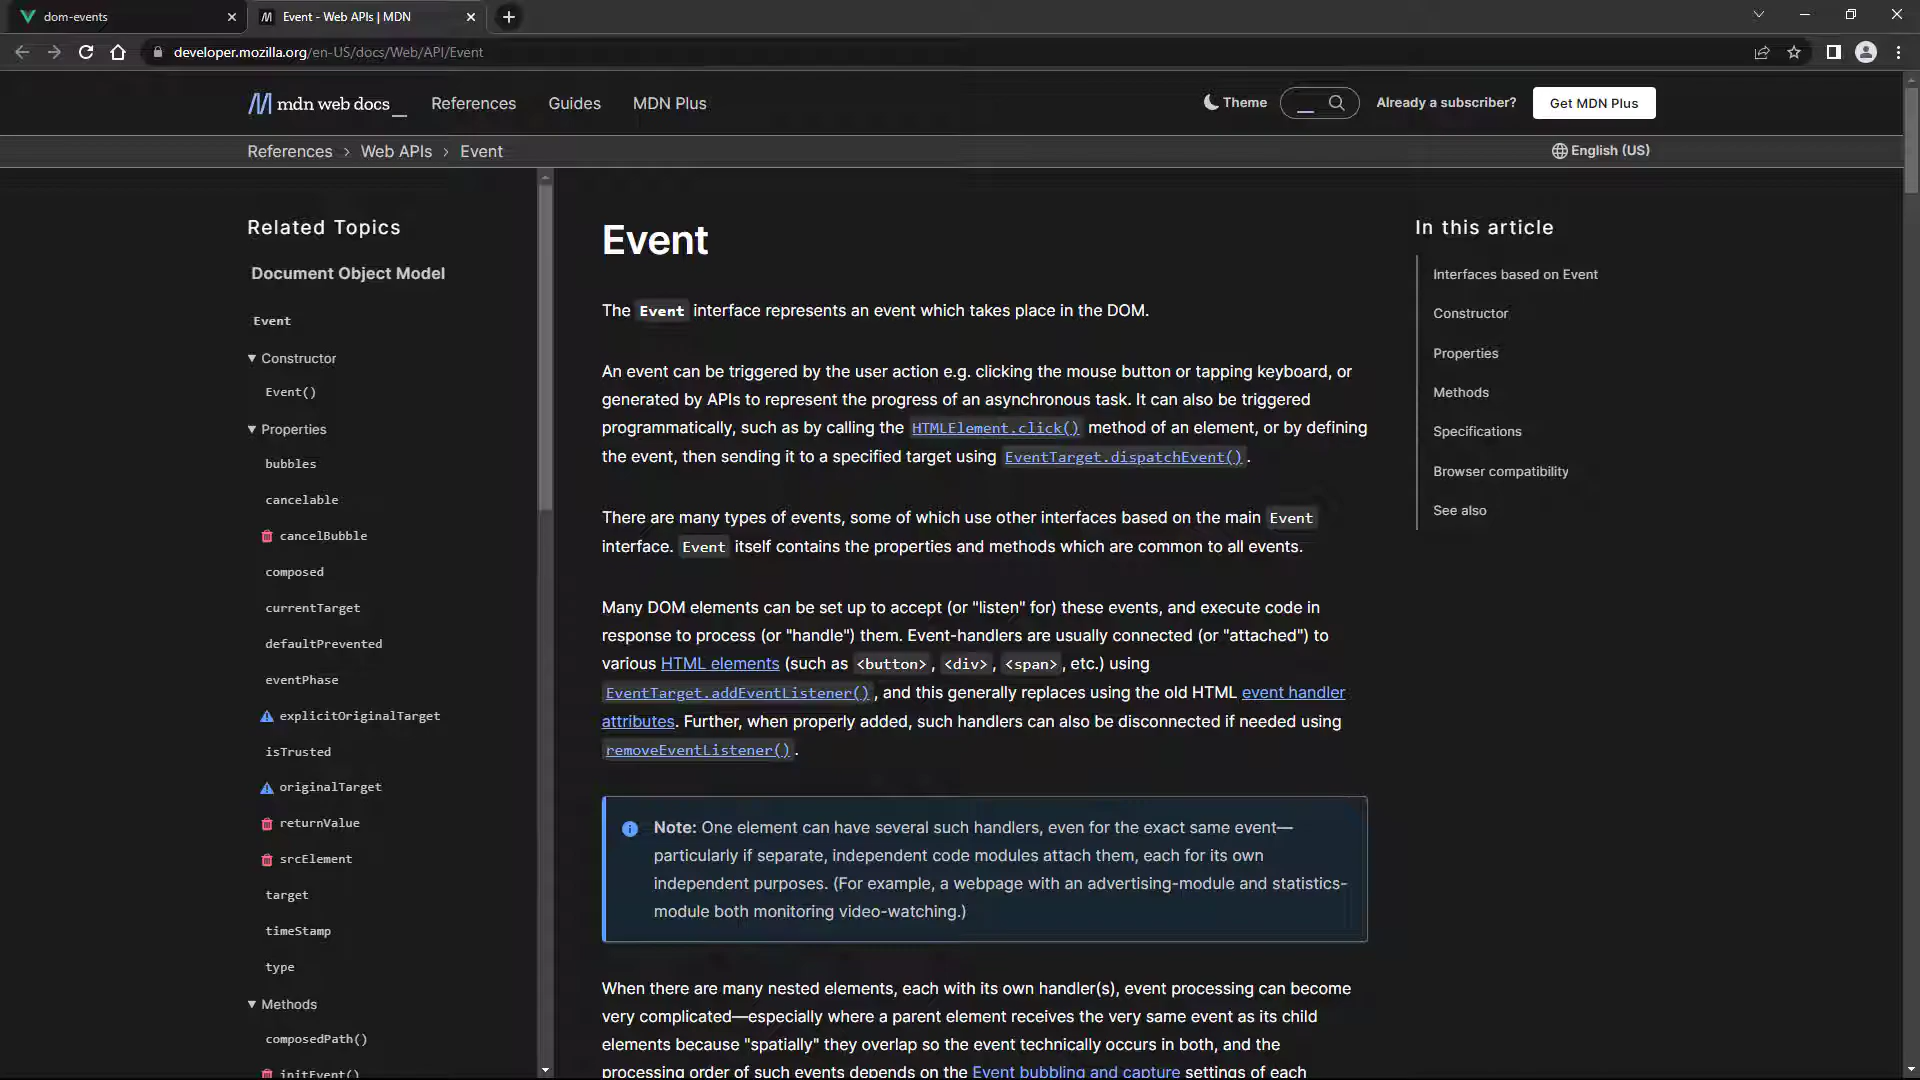 dom-events
Event - Web APIs | MDN
developer.mozilla.org/en-US/docs/Web/API/Event
mdn web docs
References
Guides
MDN Plus
Theme
Already a subscriber?
Get MDN Plus
References > Web APIs > Event
English (US)
Related Topics
Document Object Model
Event
Constructor
Event()
Properties
bubbles
cancelable
cancelBubble
composed
currentTarget
defaultPrevented
eventPhase
explicitOriginalTarget
isTrusted
originalTarget
returnValue
srcElement
target
timeStamp
type
Methods
composedPath()
initEvent()
Event
The Event interface represents an event which takes place in the DOM.
An event can be triggered by the user action e.g. clicking the mouse button or tapping keyboard, or
generated by APIs to represent the progress of an asynchronous task. It can also be triggered
programmatically, such as by calling the HTMLElement.click() method of an element, or by defining
the event, then sending it to a specified target using EventTarget.dispatchEvent().
There are many types of events, some of which use other interfaces based on the main Event
interface. Event itself contains the properties and methods which are common to all events.
Many DOM elements can be set up to accept (or "listen" for) these events, and execute code in
response to process (or "handle") them. Event-handlers are usually connected (or "attached") to
various HTML elements (such as <button>, <div>, <span>, etc.) using
EventTarget.addEventListener(), and this generally replaces using the old HTML event handler
attributes. Further, when properly added, such handlers can also be disconnected if needed using
removeEventListener().
Note: One element can have several such handlers, even for the exact same event—
particularly if separate, independent code modules attach them, each for its own
independent purposes. (For example, a webpage with an advertising-module and statistics-
module both monitoring video-watching.)
When there are many nested elements, each with its own handler(s), event processing can become
very complicated—especially where a parent element receives the very same event as its child
elements because "spatially" they overlap so the event technically occurs in both, and the
processing order of such events depends on the Event bubbling and capture settings of each
In this article
Interfaces based on Event
Constructor
Properties
Methods
Specifications
Browser compatibility
See also